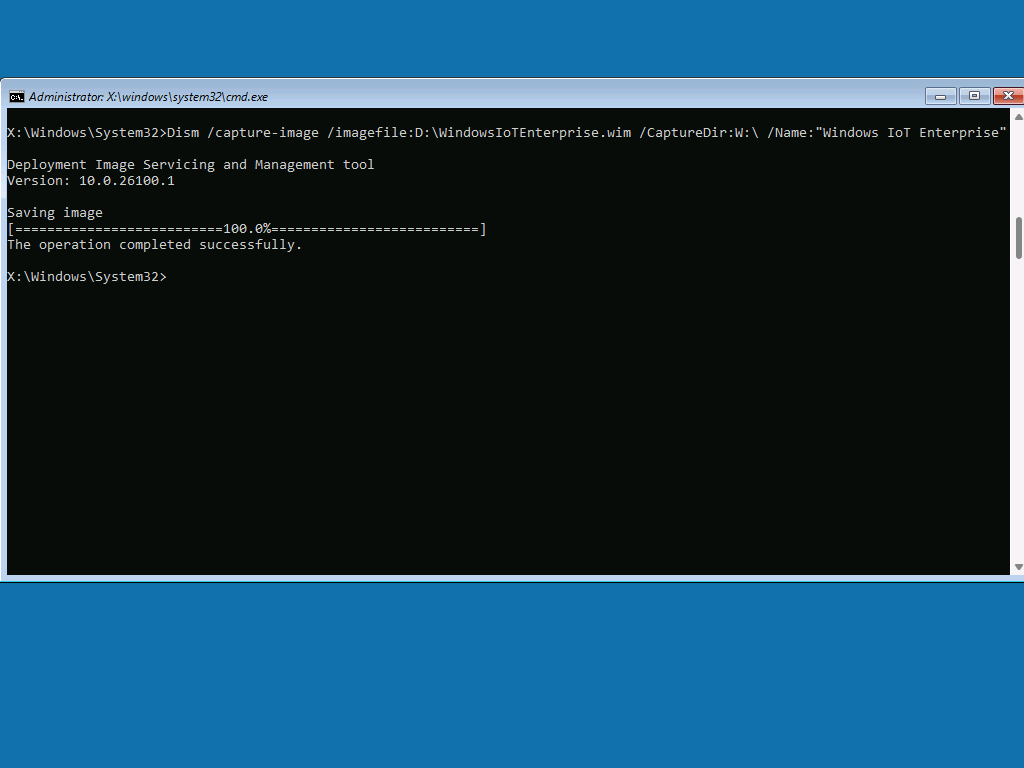 Administrator: X:\windows\system32\cmd.exe
X:\Windows\System32>Dism /capture-image /imagefile:D:\WindowsIoTEnterprise.wim /CaptureDir:W:\ /Name:"Windows IoT Enterprise"
Deployment Image Servicing and Management tool
Version: 10.0.26100.1
Saving image
[==========================100.0%==========================]
The operation completed successfully.
X:\Windows\System32>